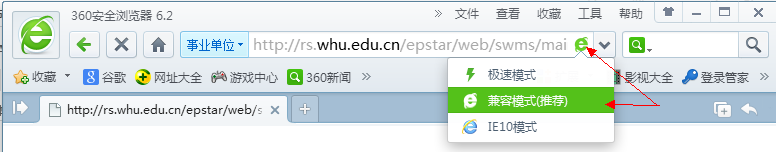 360安全浏览器 6.2
文件 查看 收藏 工具 帮助
事业单位 http://rs.whu.edu.cn/epstar/web/swms/mai
收藏 谷歌 网址大全 游戏中心 360新闻 影视大全 登录管家
极速模式
兼容模式(推荐)
IE10模式
http://rs.whu.edu.cn/epstar/web/s